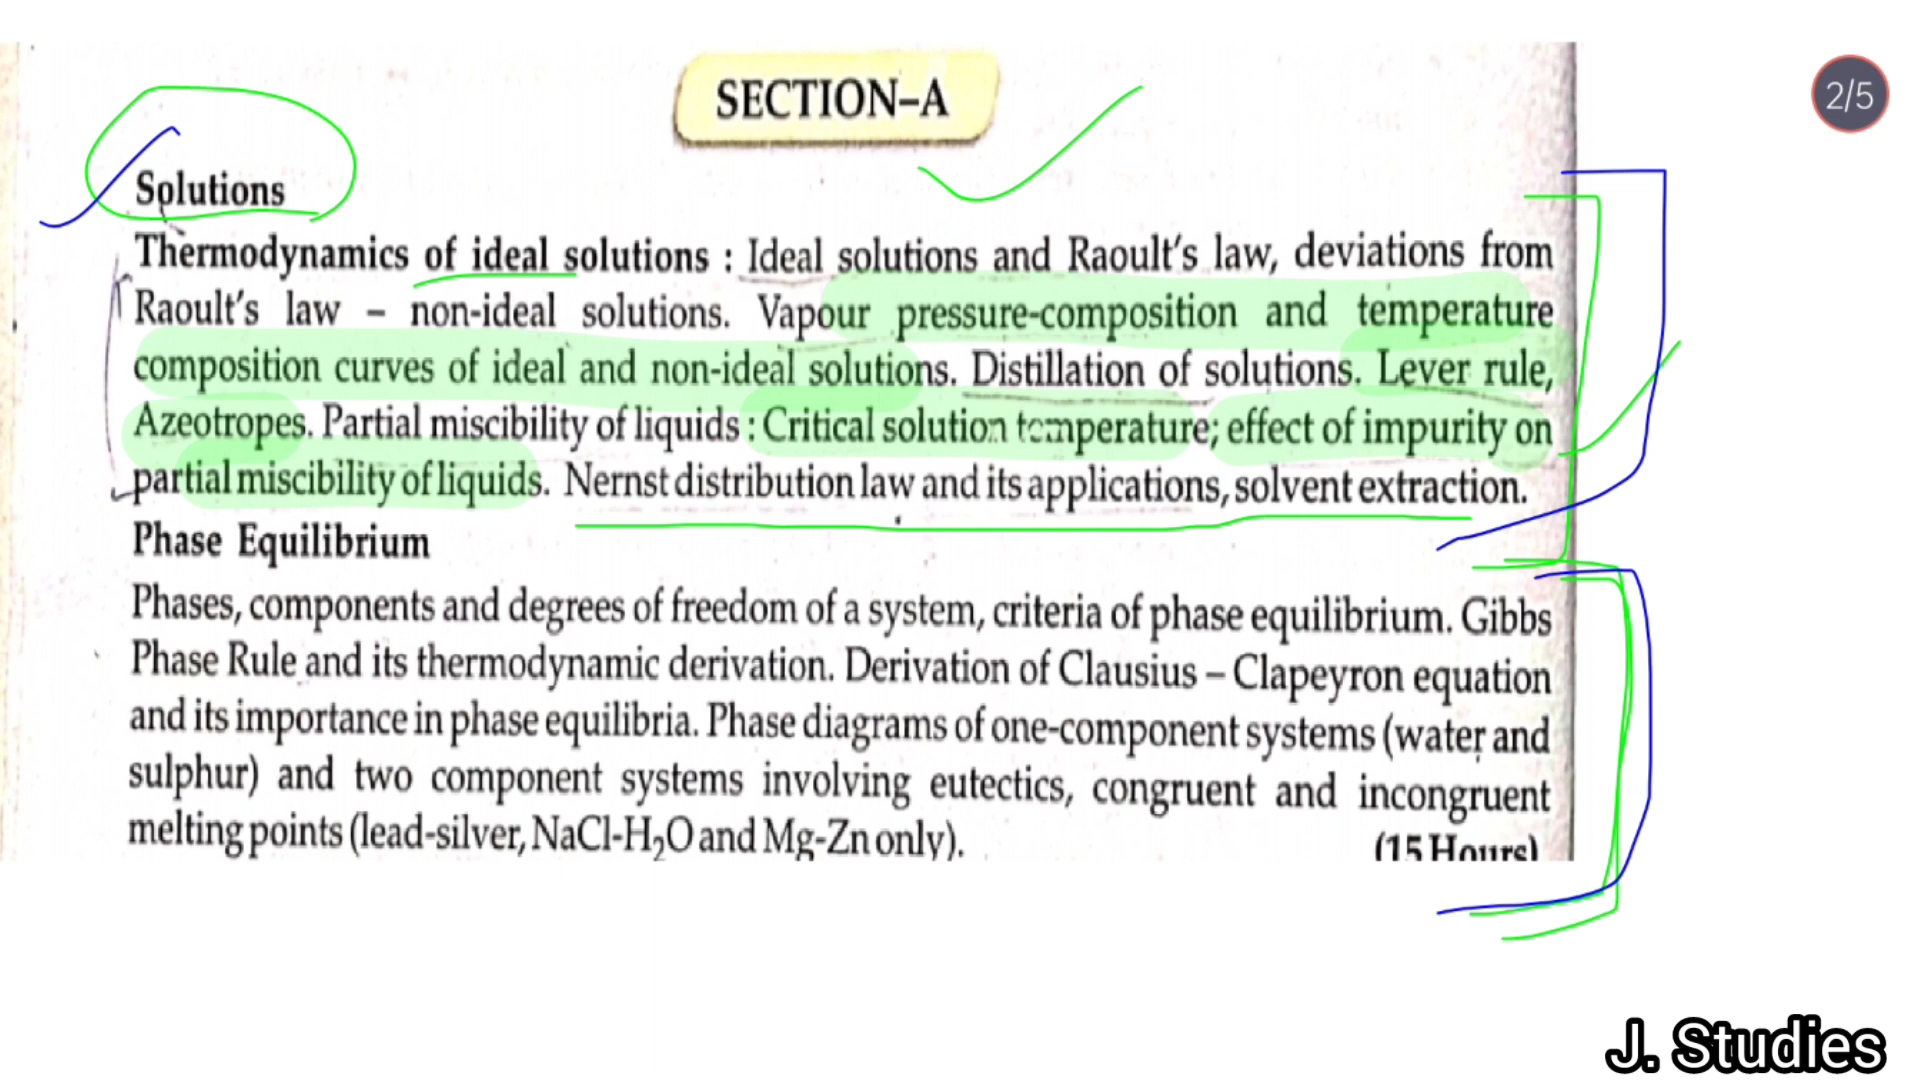 SECTION–A
2/5
Solutions
Thermodynamics of ideal solutions : Ideal solutions and Raoult's law, deviations from
Raoult's law – non-ideal solutions. Vapour pressure-composition and temperature
composition curves of ideal and non-ideal solutions. Distillation of solutions. Lever rule,
Azeotropes. Partial miscibility of liquids : Critical solution temperature; effect of impurity on
partial miscibility of liquids. Nernst distribution law and its applications, solvent extraction.
Phase Equilibrium
Phases, components and degrees of freedom of a system, criteria of phase equilibrium. Gibbs
Phase Rule and its thermodynamic derivation. Derivation of Clausius – Clapeyron equation
and its importance in phase equilibria. Phase diagrams of one-component systems (water and
sulphur) and two component systems involving eutectics, congruent and incongruent
melting points (lead-silver, NaCl-H₂O and Mg-Zn only).
(15 Hours)
J. Studies